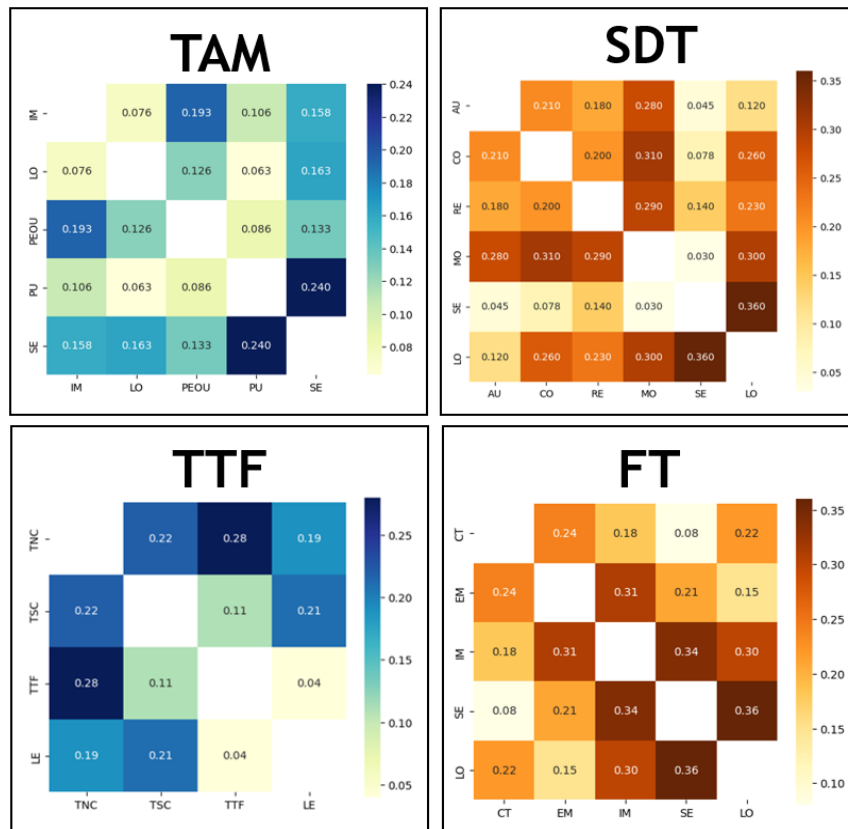 TAM
IM 0.076 0.193 0.106 0.158
LO 0.076 0.126 0.063 0.163
PEOU 0.193 0.126 0.086 0.133
PU 0.106 0.063 0.086 0.240
SE 0.158 0.163 0.133 0.240
IM LO PEOU PU SE
0.24
0.22
0.20
0.18
0.16
0.14
0.12
0.10
0.08
SDT
AU 0.210 0.180 0.280 0.045 0.120
CO 0.210 0.200 0.310 0.078 0.260
RE 0.180 0.200 0.290 0.140 0.230
MO 0.280 0.310 0.290 0.030 0.300
SE 0.045 0.078 0.140 0.030 0.360
LO 0.120 0.260 0.230 0.300 0.360
AU CO RE MO SE LO
0.35
0.30
0.25
0.20
0.15
0.10
0.05
TTF
TNC 0.22 0.28 0.19
TSC 0.22 0.11 0.21
TTF 0.28 0.11 0.04
LE 0.19 0.21 0.04
TNC TSC TTF LE
0.25
0.20
0.15
0.10
0.05
FT
CT 0.24 0.18 0.08 0.22
EM 0.24 0.31 0.21 0.15
IM 0.18 0.31 0.34 0.30
SE 0.08 0.21 0.34 0.36
LO 0.22 0.15 0.30 0.36
CT EM IM SE LO
0.35
0.30
0.25
0.20
0.15
0.10